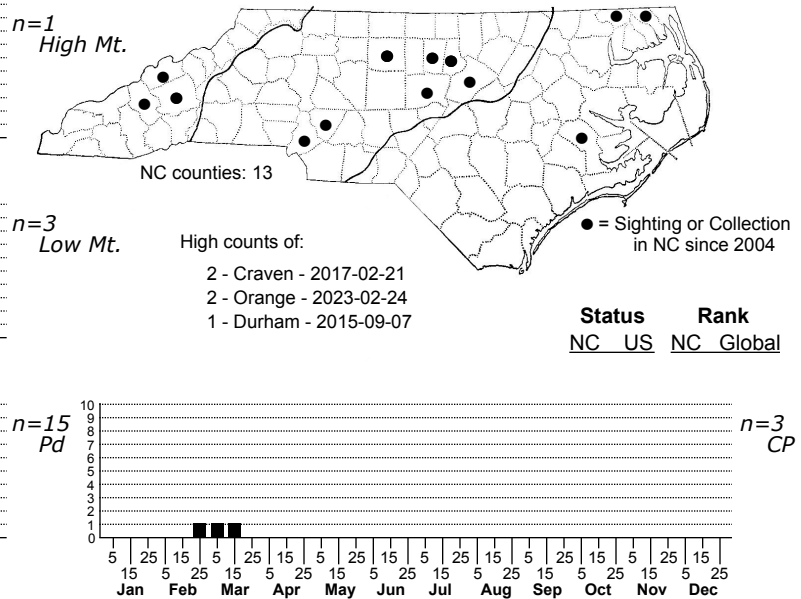 n=1
High Mt.
NC counties: 13
n=3
Low Mt.
High counts of:
2 - Craven - 2017-02-21
2 - Orange - 2023-02-24
1 - Durham - 2015-09-07
● = Sighting or Collection
in NC since 2004
Status Rank
NC US NC Global
n=15
Pd
10
9
8
7
6
5
4
3
2
1
0
n=3
CP
5 25 15 5 25 15 5 25 15 5 25 15 5 25 15 5 25 15
15 5 25 15 5 25 15 5 25 15 5 25 15 5 25 15 5 25
Jan Feb Mar Apr May Jun Jul Aug Sep Oct Nov Dec